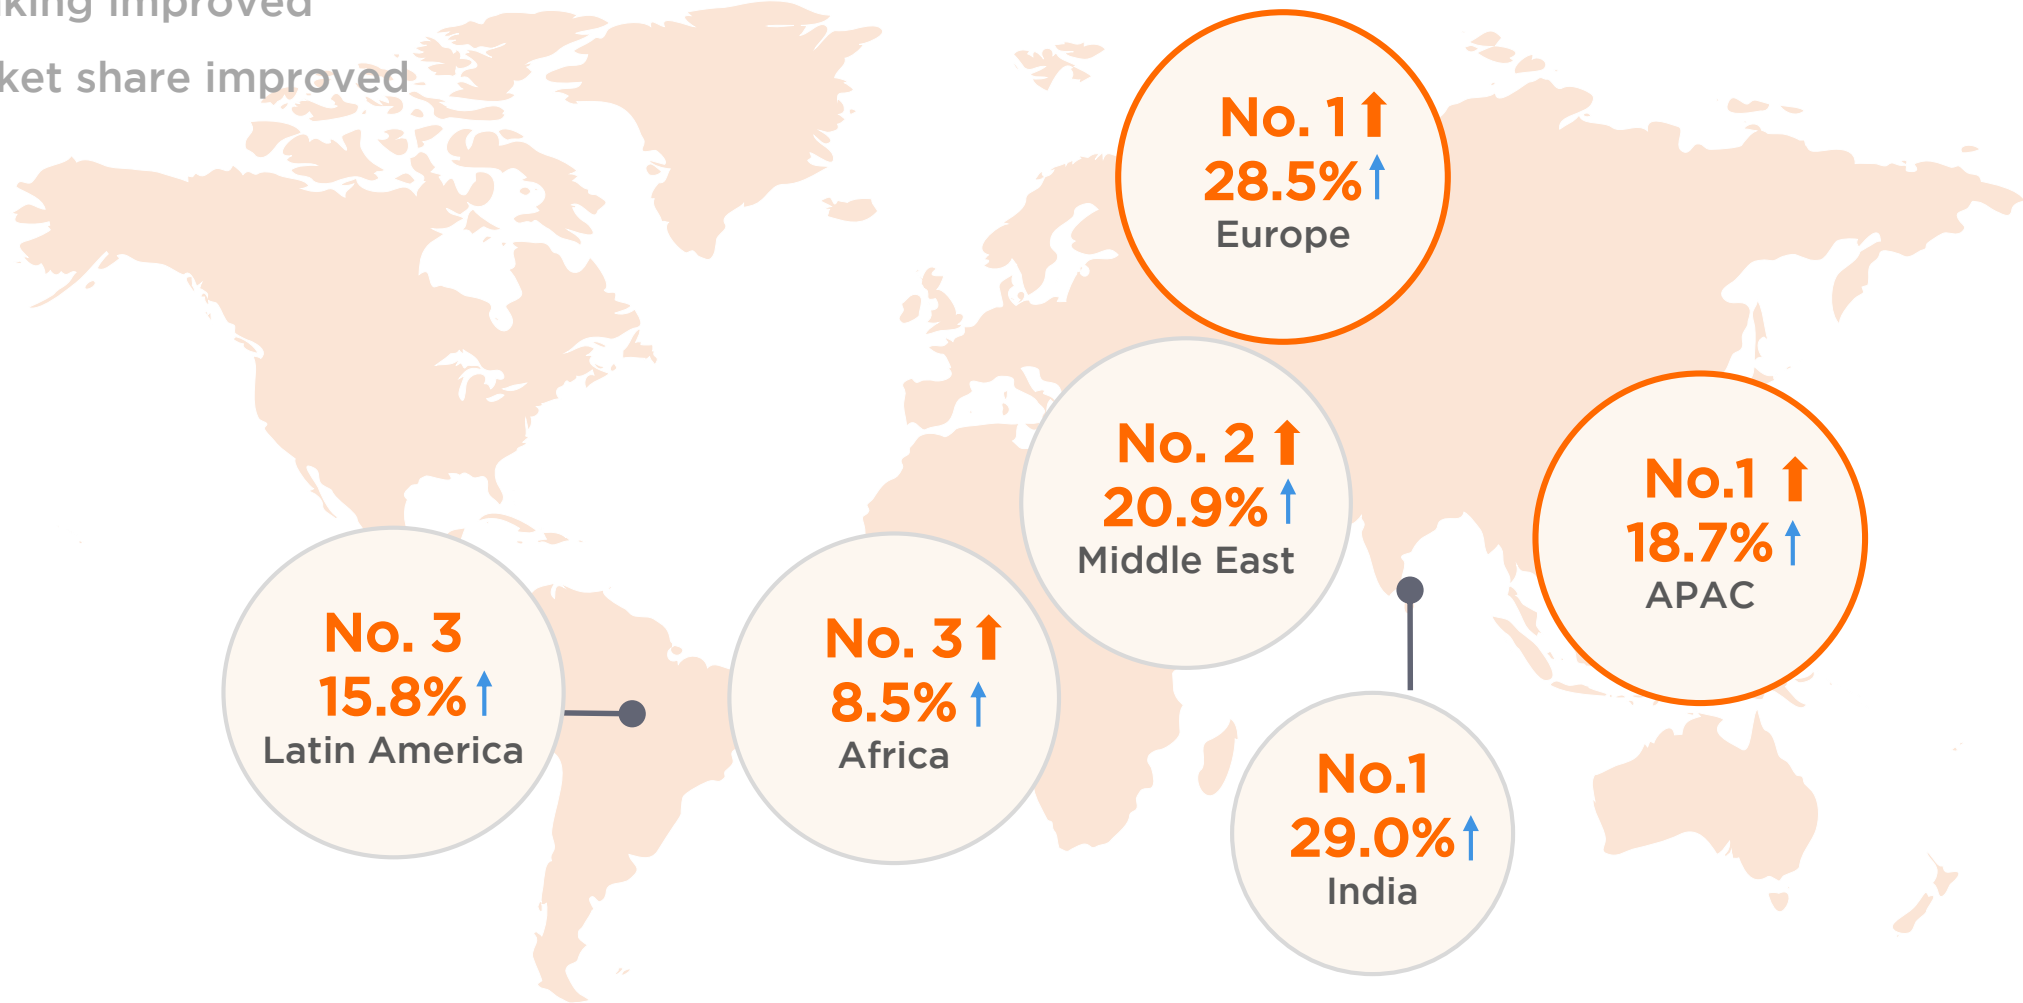 improved
share improved
No. 1
28.5%
Europe
No. 2
20.9%
Middle East
No.1
18.7%
APAC
No. 3
15.8%
Latin America
No. 3
8.5%
Africa
No.1
29.0%
India